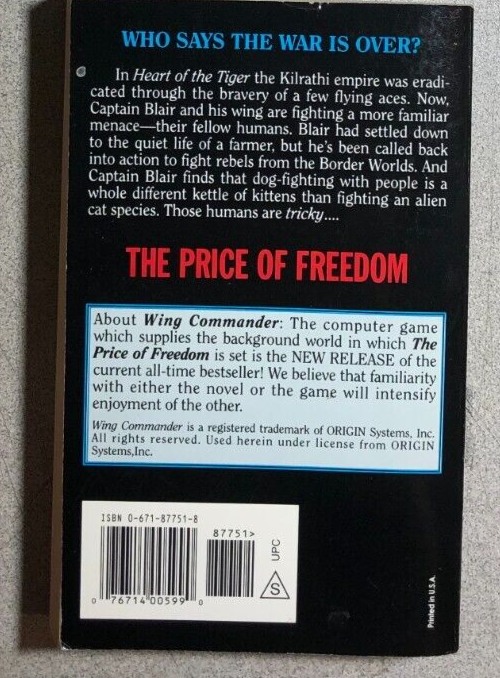 WHO SAYS THE WAR IS OVER?
In Heart of the Tiger the Kilrathi empire was eradi-
cated through the bravery of a few flying aces. Now,
Captain Blair and his wing are fighting a more familiar
menace—their fellow humans. Blair had settled down
to the quiet life of a farmer, but he's been called back
into action to fight rebels from the Border Worlds. And
Captain Blair finds that dog-fighting with people is a
whole different kettle of kittens than fighting an alien
cat species. Those humans are tricky....
THE PRICE OF FREEDOM
About Wing Commander: The computer game
which supplies the background world in which The
Price of Freedom is set is the NEW RELEASE of the
current all-time bestseller! We believe that familiarity
with either the novel or the game will intensify
enjoyment of the other.
Wing Commander is a registered trademark of ORIGIN Systems, Inc.
All rights reserved. Used herein under license from ORIGIN
Systems,Inc.
ISBN 0-671-87751-8
87751>
UPC
S
0 76714 00599 0
Printed in U.S.A.